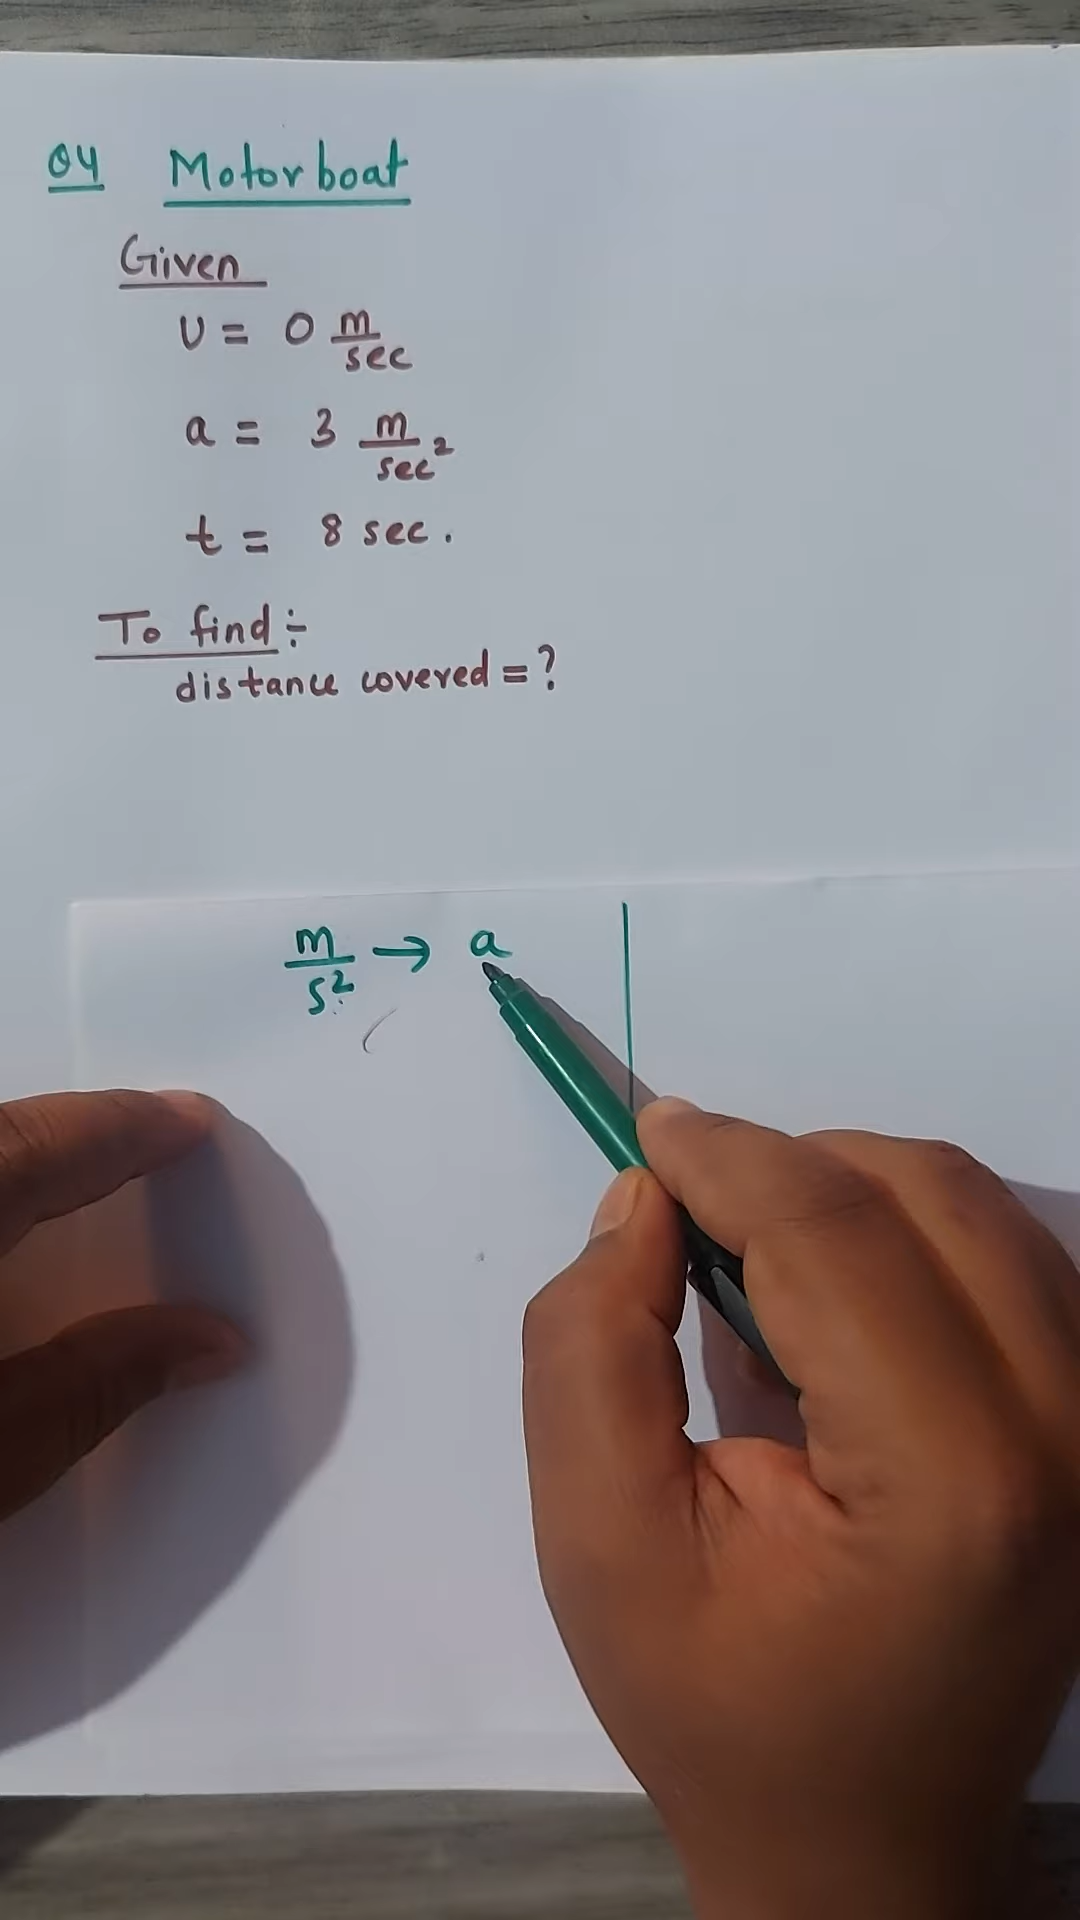 Q4 Motorboat
Given
u = 0 m/sec
a = 3 m/sec²
t = 8 sec.
To find ÷
distance covered = ?
m/s² → a